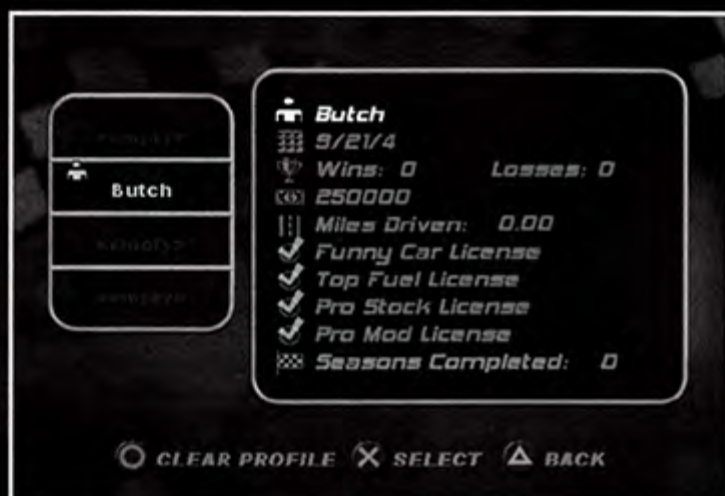 Butch
Butch
9/21/4
Wins: 0 Losses: 0
250000
Miles Driven: 0.00
Funny Car License
Top Fuel License
Pro Stock License
Pro Mod License
Seasons Completed: 0
CLEAR PROFILE SELECT BACK